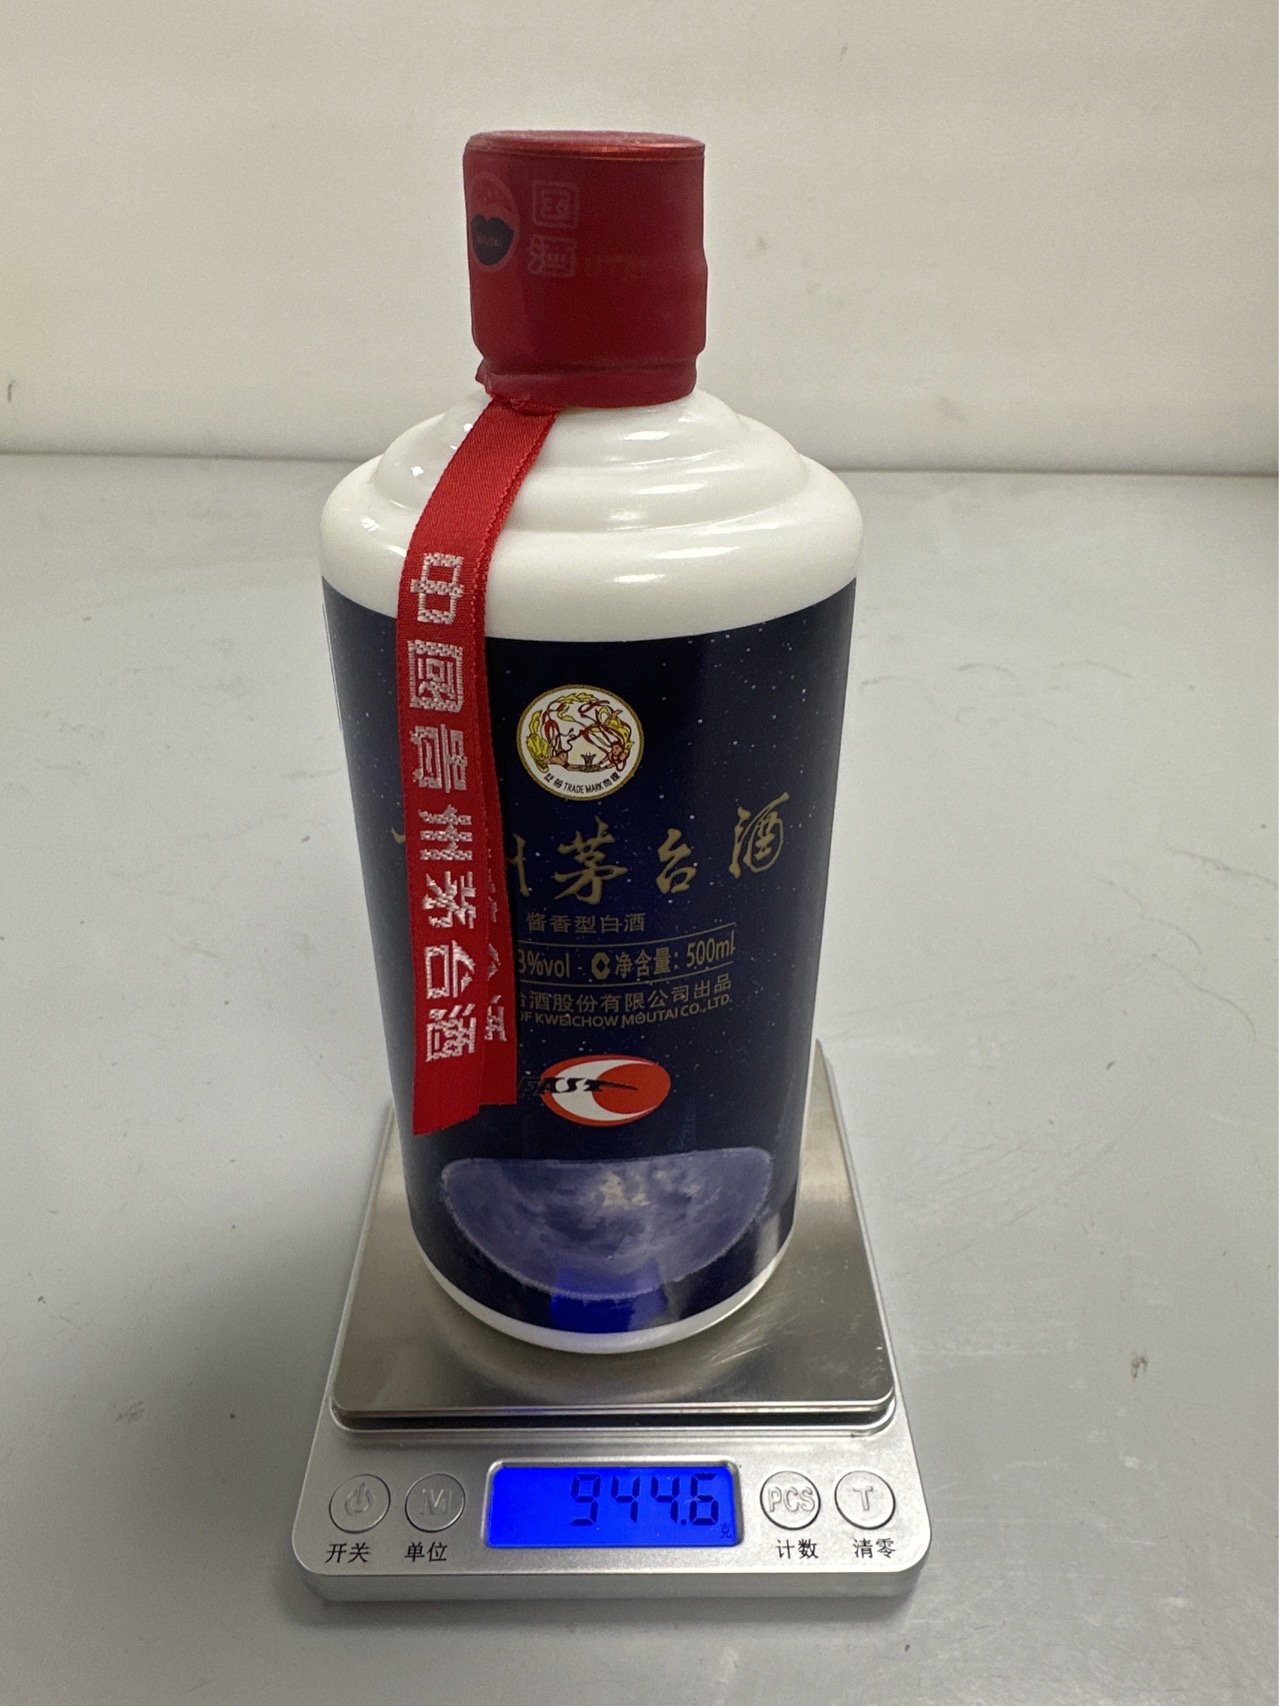 国
酒
中國貴州茅台酒
TRADE MARK
州茅台酒
酱香型白酒
3%vol 净含量: 500ml
台酒股份有限公司出品
OF KWEICHOW MOUTAI CO., LTD.
FAST
944.6
克
M
PCS
T
开关
单位
计数
清零